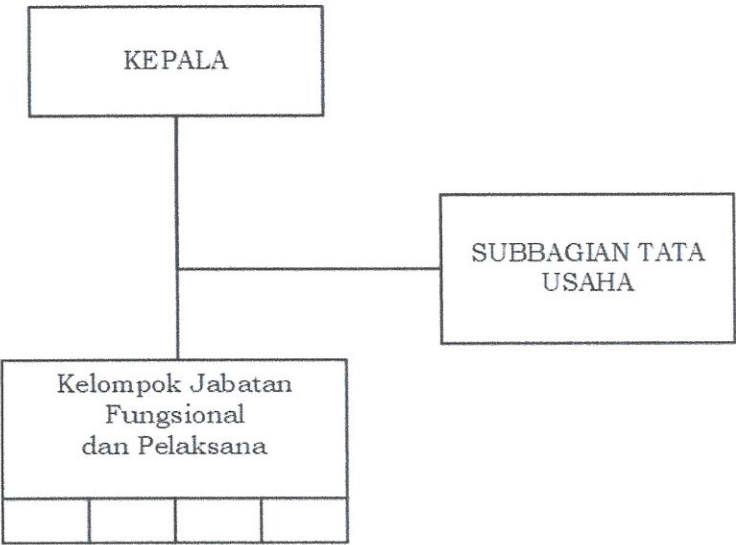 KEPALA
SUBBAGIAN TATA
USAHA
Kelompok Jabatan
Fungsional
dan Pelaksana